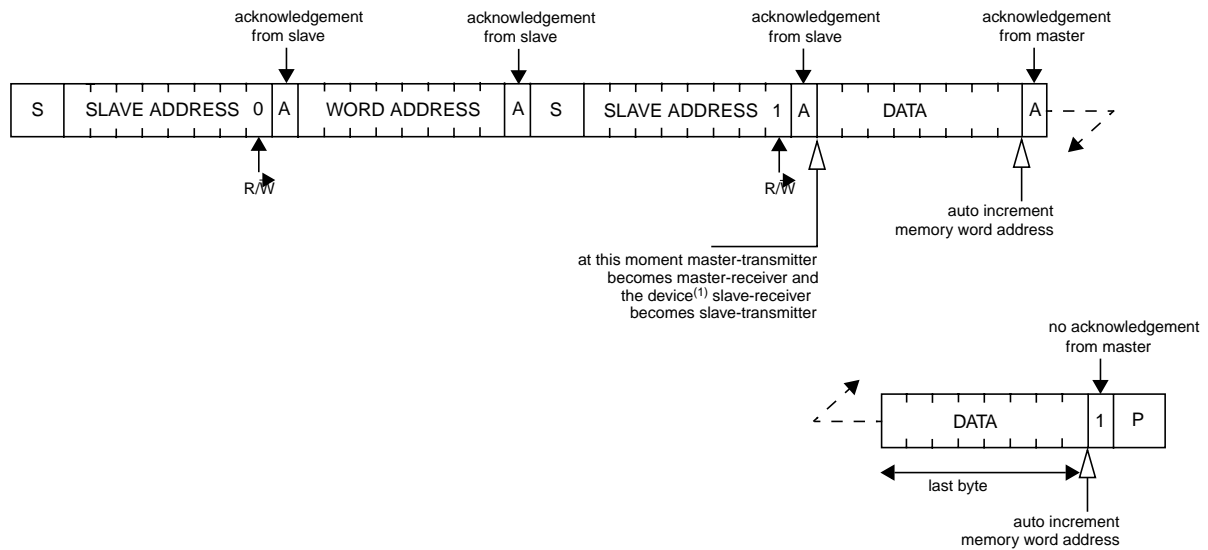 acknowledgement
from slave
acknowledgement
from slave
acknowledgement
from slave
acknowledgement
from master
S SLAVE ADDRESS 0 A WORD ADDRESS A S SLAVE ADDRESS 1 A DATA A
R/W
R/W
auto increment
memory word address
at this moment master-transmitter
becomes master-receiver and
the device(1) slave-receiver
becomes slave-transmitter
no acknowledgement
from master
DATA 1 P
last byte
auto increment
memory word address